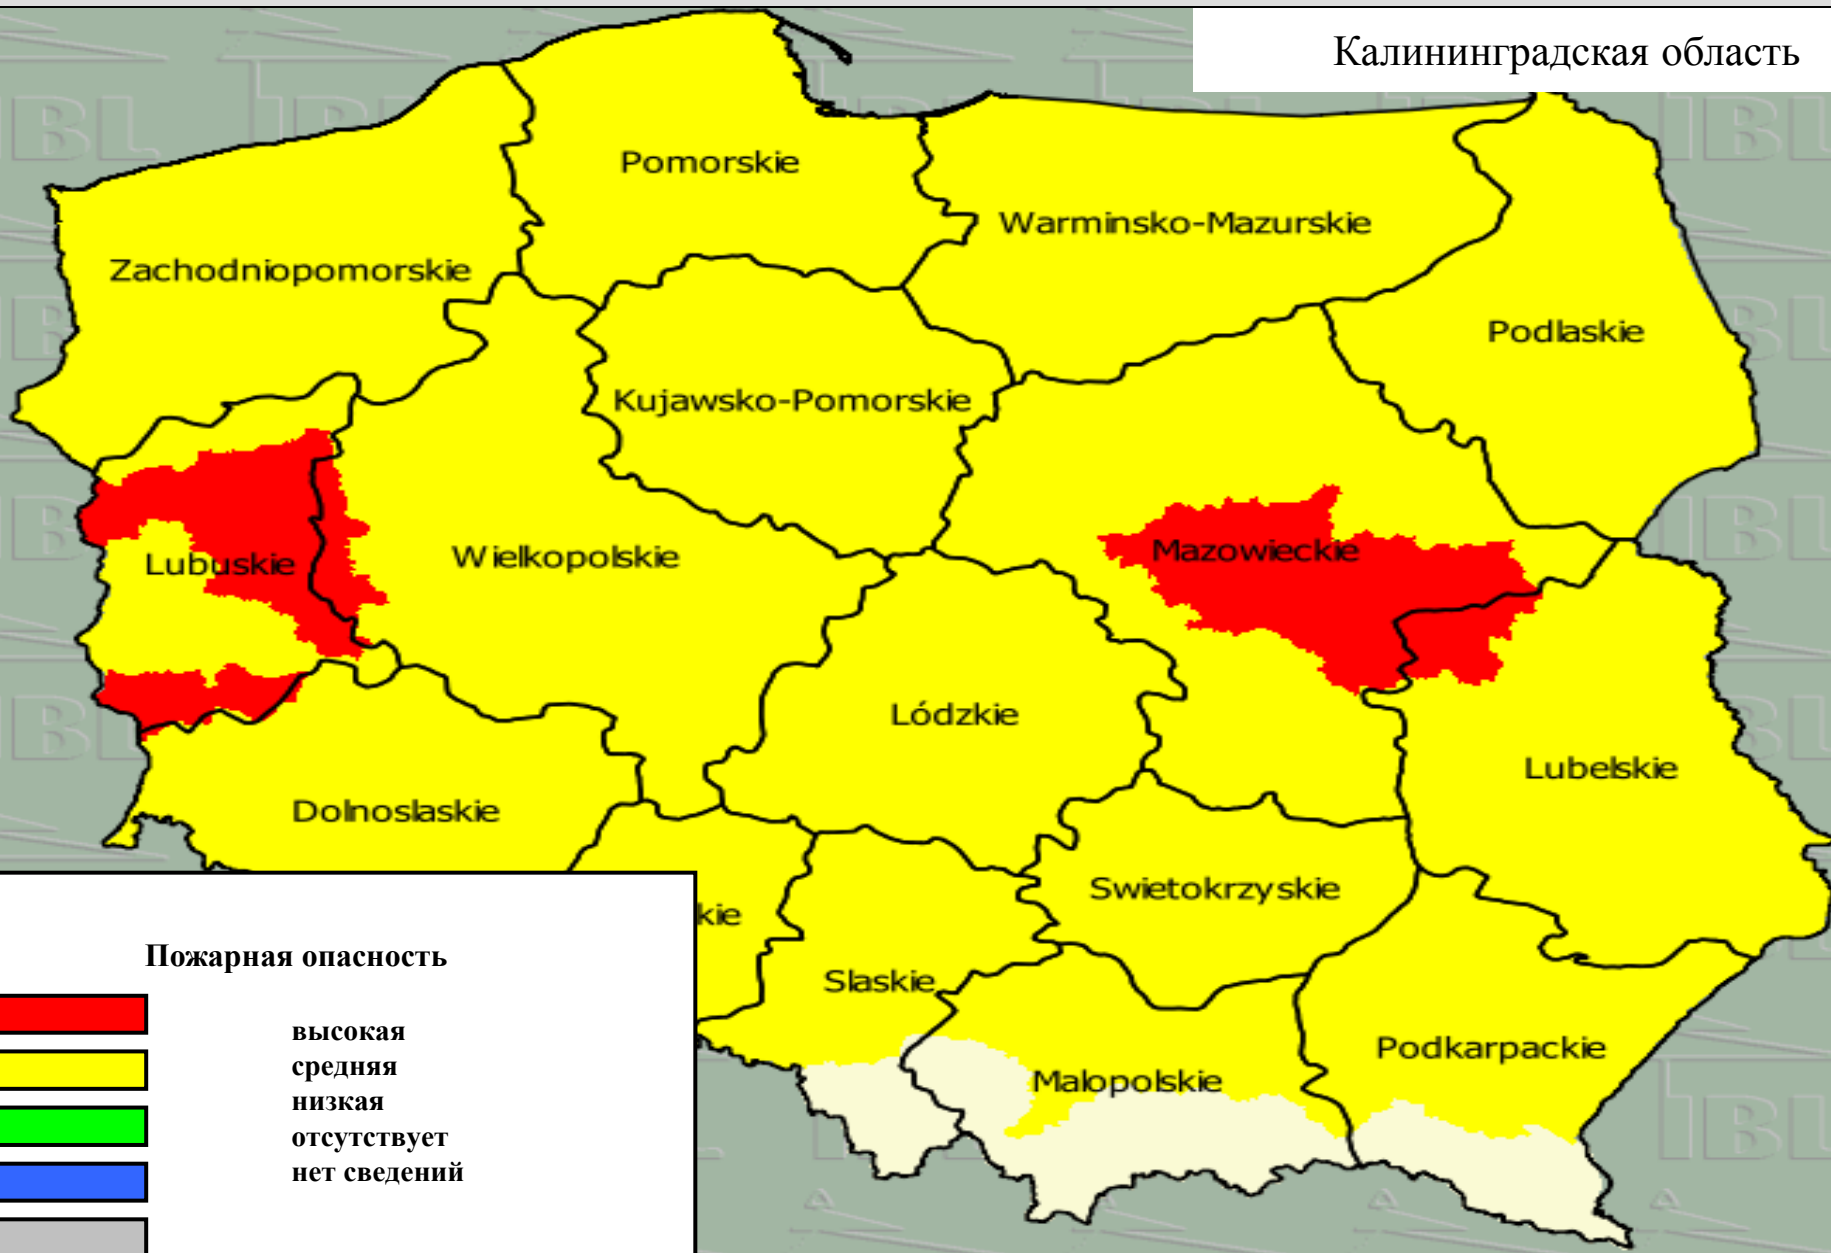 Калининградская область
Pomorskie
Warminsko-Mazurskie
Zachodniopomorskie
Podlaskie
Kujawsko-Pomorskie
Mazowieckie
Wielkopolskie
Lubuskie
Lódzkie
Lubelskie
Dolnoslaskie
Swietokrzyskie
kie
Slaskie
Podkarpackie
Malopolskie
Пожарная опасность
высокая
средняя
низкая
отсутствует
нет сведений